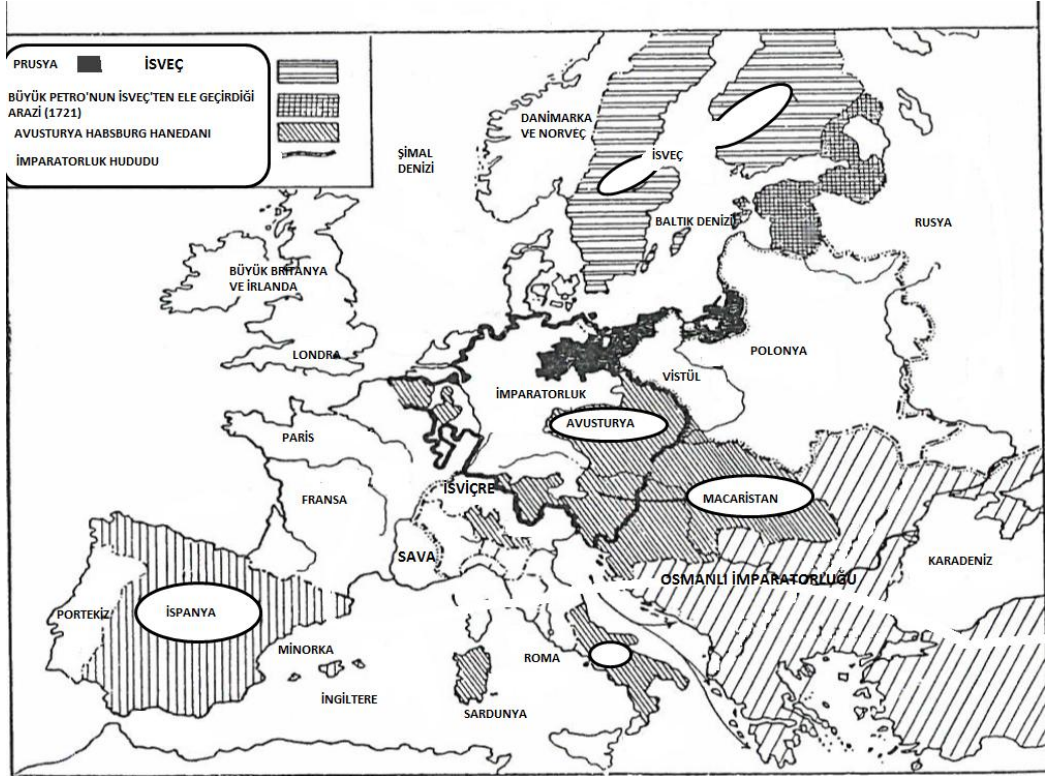 PRUSYA İSVEÇ
BÜYÜK PETRO'NUN İSVEÇ'TEN ELE GEÇİRDİĞİ
ARAZİ (1721)
AVUSTURYA HABSBURG HANEDANI
İMPARATORLUK HUDUDU
DANİMARKA
VE NORVEÇ
ŞİMAL
DENİZİ
İSVEÇ
BALTIK DENİZİ
RUSYA
BÜYÜK BRİTANYA
VE İRLANDA
LONDRA
POLONYA
VİSTÜL
İMPARATORLUK
AVUSTURYA
PARİS
FRANSA
İSVİÇRE
MACARİSTAN
SAVA
KARADENİZ
OSMANLI İMPARATORLUĞU
PORTEKİZ
İSPANYA
MİNORKA
ROMA
İNGİLTERE
SARDUNYA